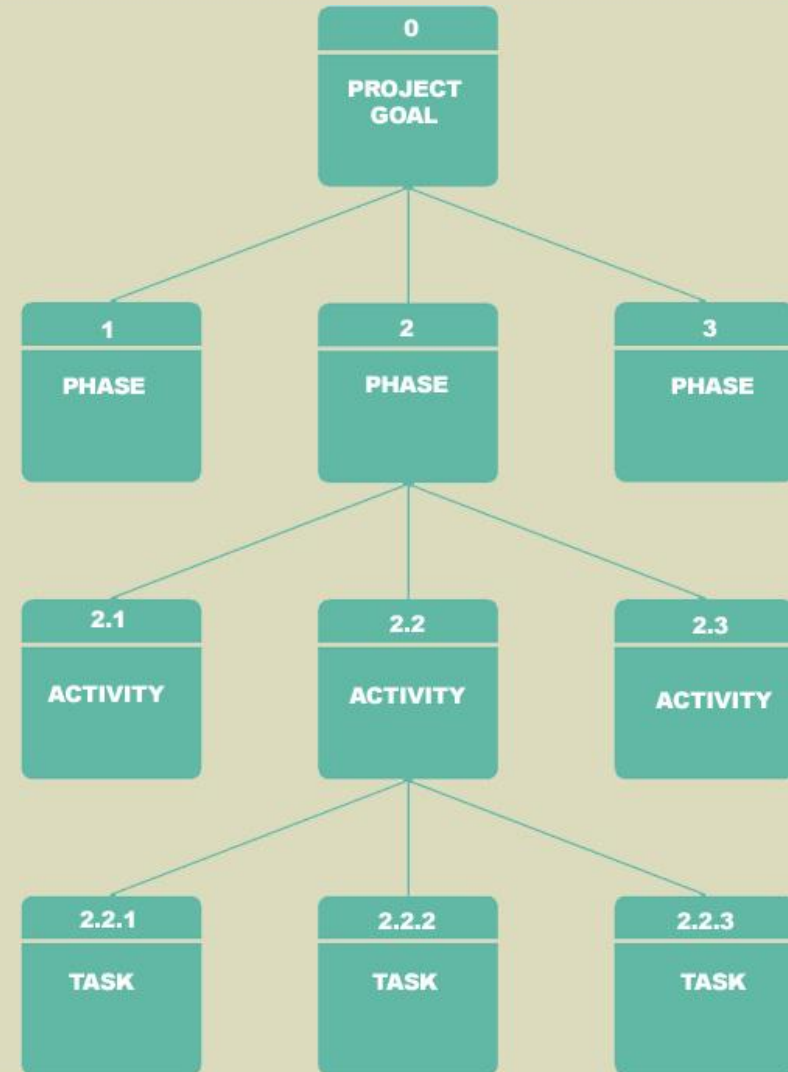 0
PROJECT
GOAL
1
PHASE
2
PHASE
3
PHASE
2.1
ACTIVITY
2.2
ACTIVITY
2.3
ACTIVITY
2.2.1
TASK
2.2.2
TASK
2.2.3
TASK